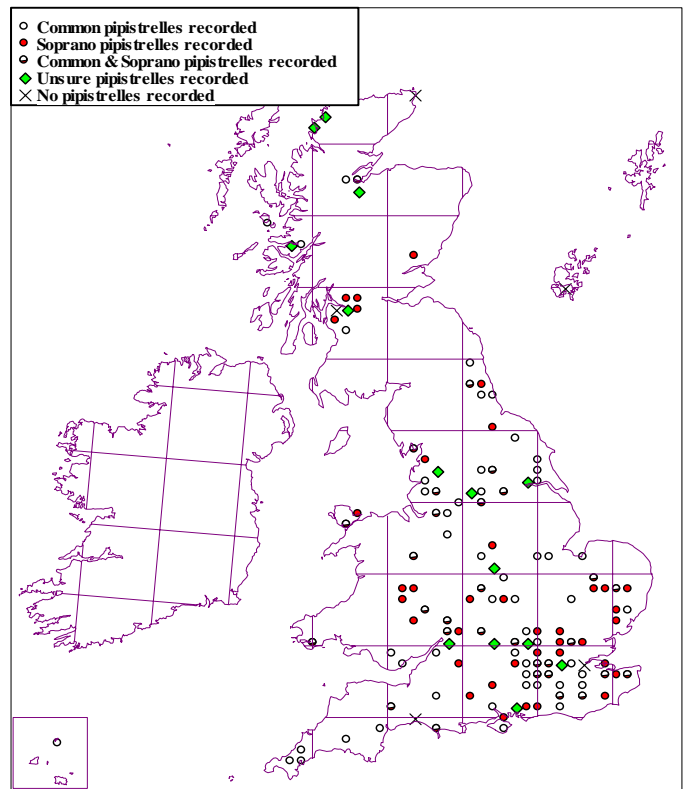 Common pipistrelles recorded
Soprano pipistrelles recorded
Common & Soprano pipistrelles recorded
Unsure pipistrelles recorded
No pipistrelles recorded